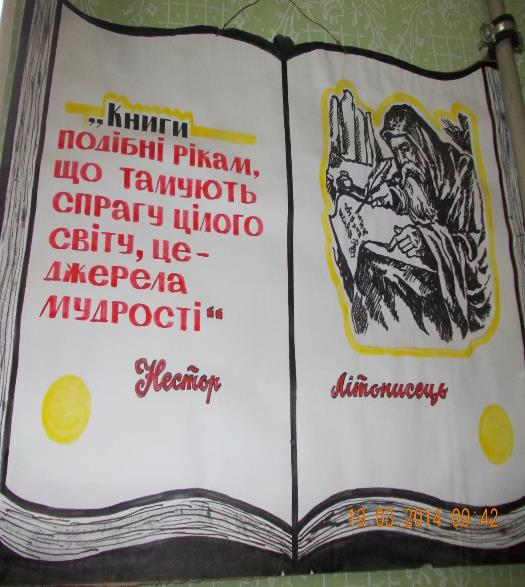 „Книги
подібні рікам,
що тамують
спрагу цілого
світу, це-
джерела
мудрості“
Нестор
Літописець
19 03 2014 09:42